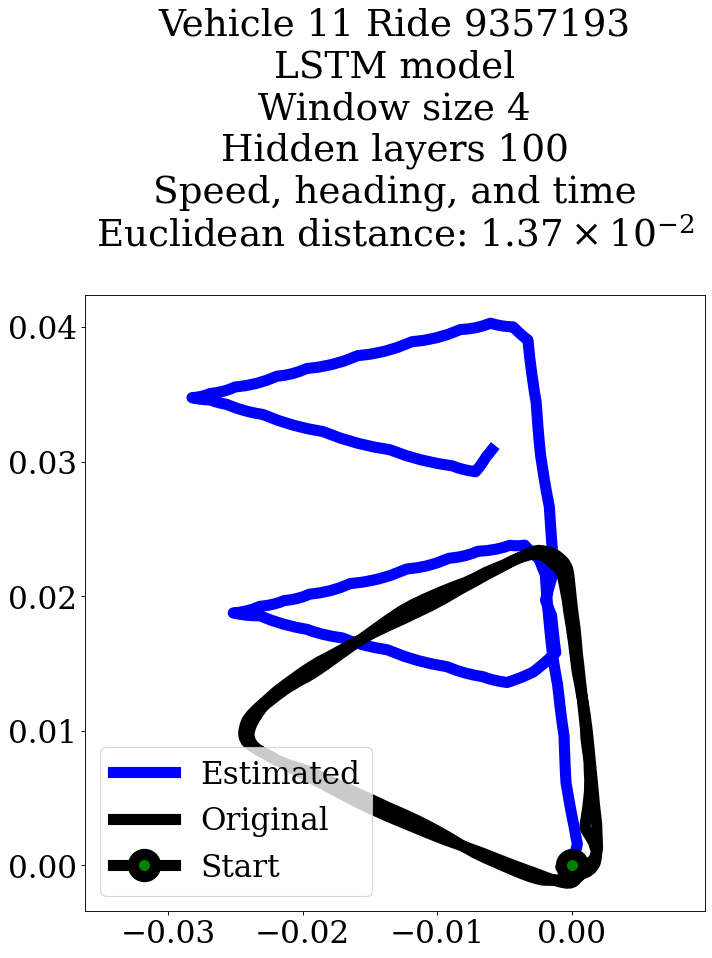 Vehicle 11 Ride 9357193
LSTM model
Window size 4
Hidden layers 100
Speed, heading, and time
Euclidean distance: 1.37 × 10⁻²
0.04
0.03
0.02
0.01
0.00
Estimated
Original
Start
−0.03 −0.02 −0.01 0.00